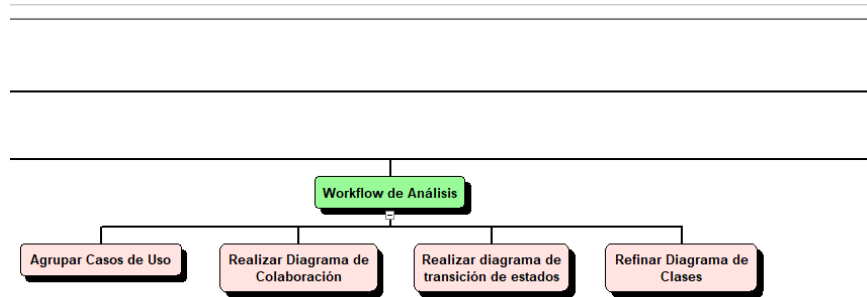 Workflow de Análisis
Agrupar Casos de Uso
Realizar Diagrama de
Colaboración
Realizar diagrama de
transición de estados
Refinar Diagrama de
Clases